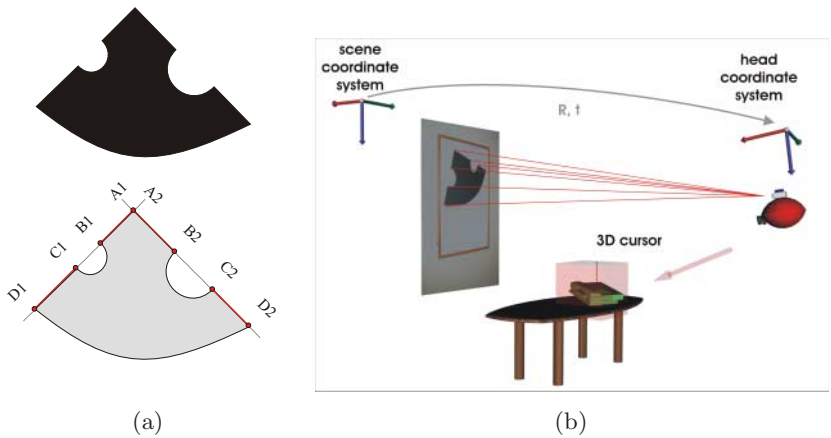 A1
A2
B1
B2
C1
C2
D1
D2
(a)
scene
coordinate
system
head
coordinate
system
R, t
3D cursor
(b)